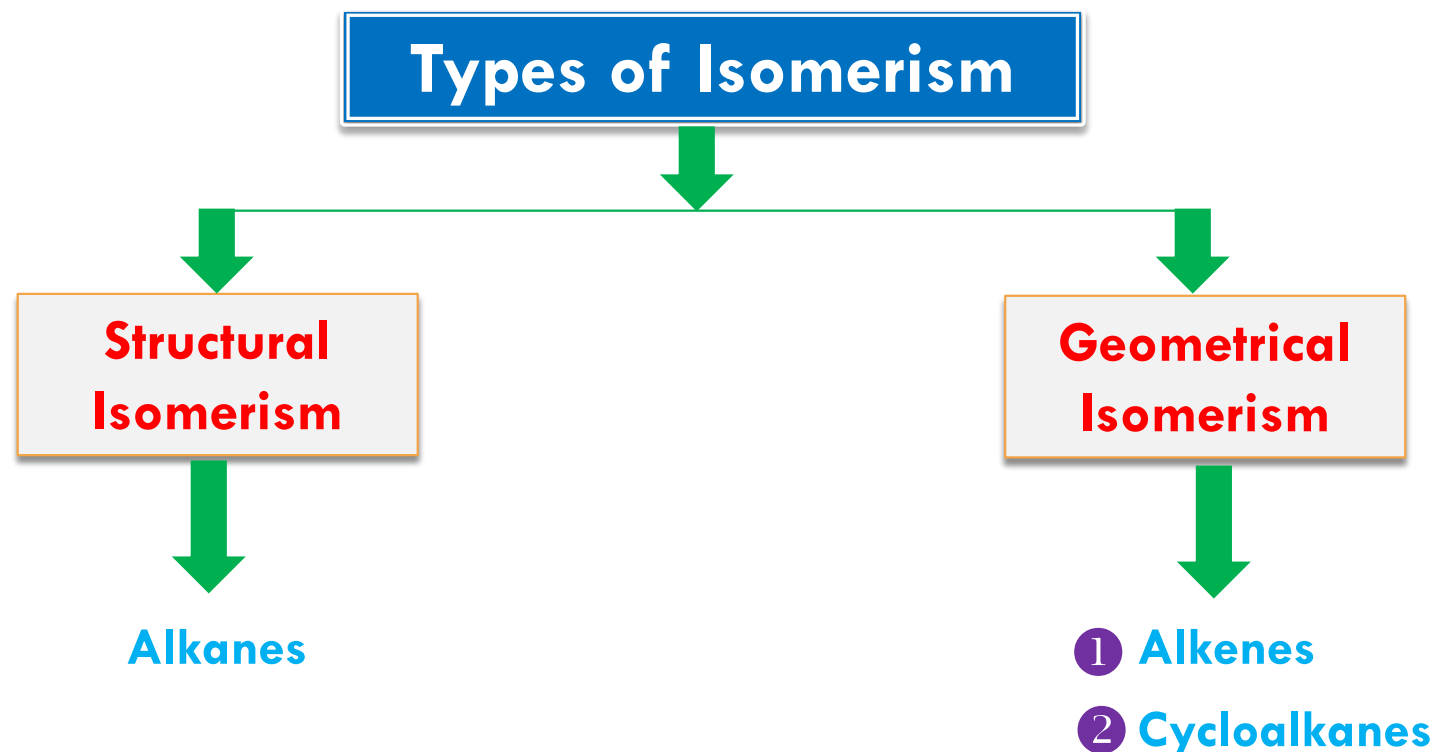 Types of Isomerism
Structural
Isomerism
Geometrical
Isomerism
Alkanes
1 Alkenes
2 Cycloalkanes